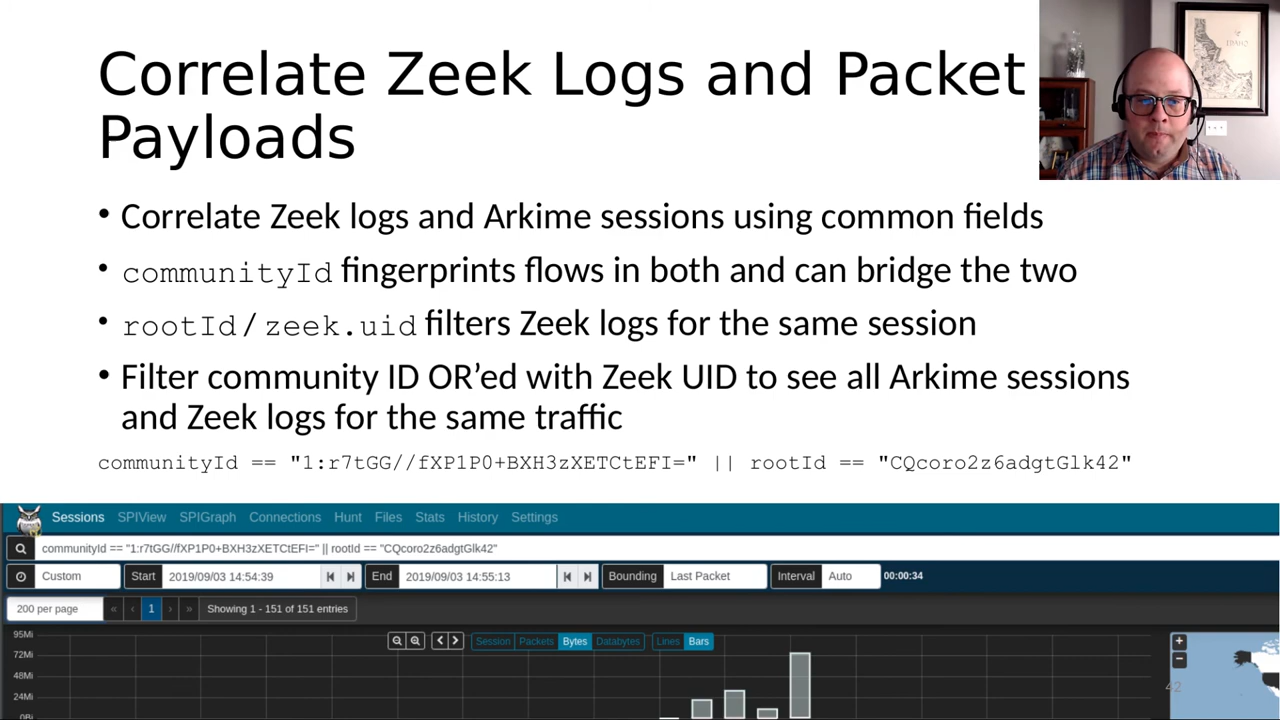 Correlate Zeek Logs and Packet
Payloads
• Correlate Zeek logs and Arkime sessions using common fields
• communityId fingerprints flows in both and can bridge the two
• rootId/zeek.uid filters Zeek logs for the same session
• Filter community ID OR’ed with Zeek UID to see all Arkime sessions
and Zeek logs for the same traffic
communityId == "1:r7tGG//fXP1P0+BXH3zXETCtEFI=" || rootId == "CQcoro2z6adgtGlk42"
Sessions SPIView SPIGraph Connections Hunt Files Stats History Settings
communityId == "1:r7tGG//fXP1P0+BXH3zXETCtEFI=" || rootId == "CQcoro2z6adgtGlk42"
Custom Start 2019/09/03 14:54:39 End 2019/09/03 14:55:13 Bounding Last Packet Interval Auto 00:00:34
200 per page « ‹ 1 › » Showing 1 - 151 of 151 entries
Session Packets Bytes Databytes Lines Bars
95Mi
72Mi
48Mi
24Mi
0Bi
+
−
42